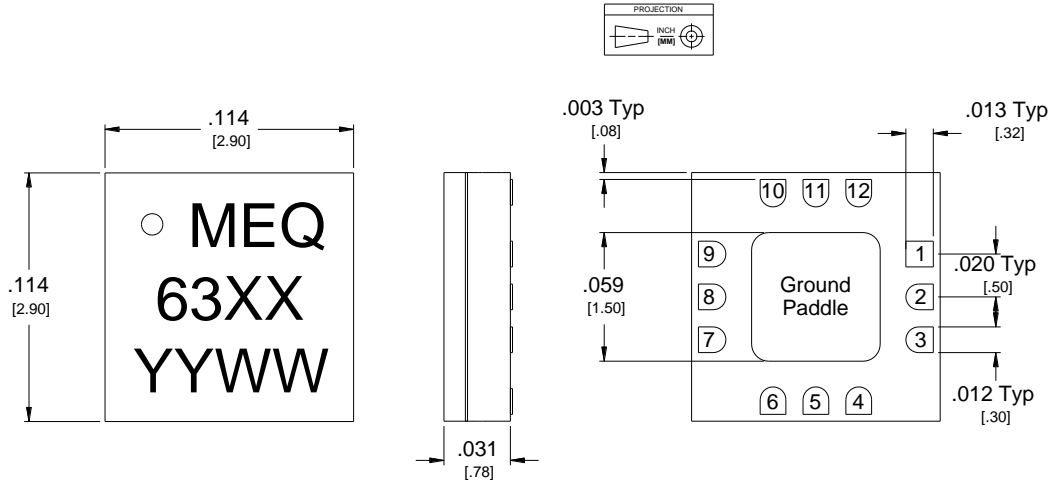 PROJECTION
INCH
[MM]
.114
[2.90]
.114
[2.90]
MEQ
63XX
YYWW
.031
[.78]
.003 Typ
[.08]
.013 Typ
[.32]
.059
[1.50]
10 11 12
9
8
7
Ground
Paddle
1
2
3
6 5 4
.020 Typ
[.50]
.012 Typ
[.30]